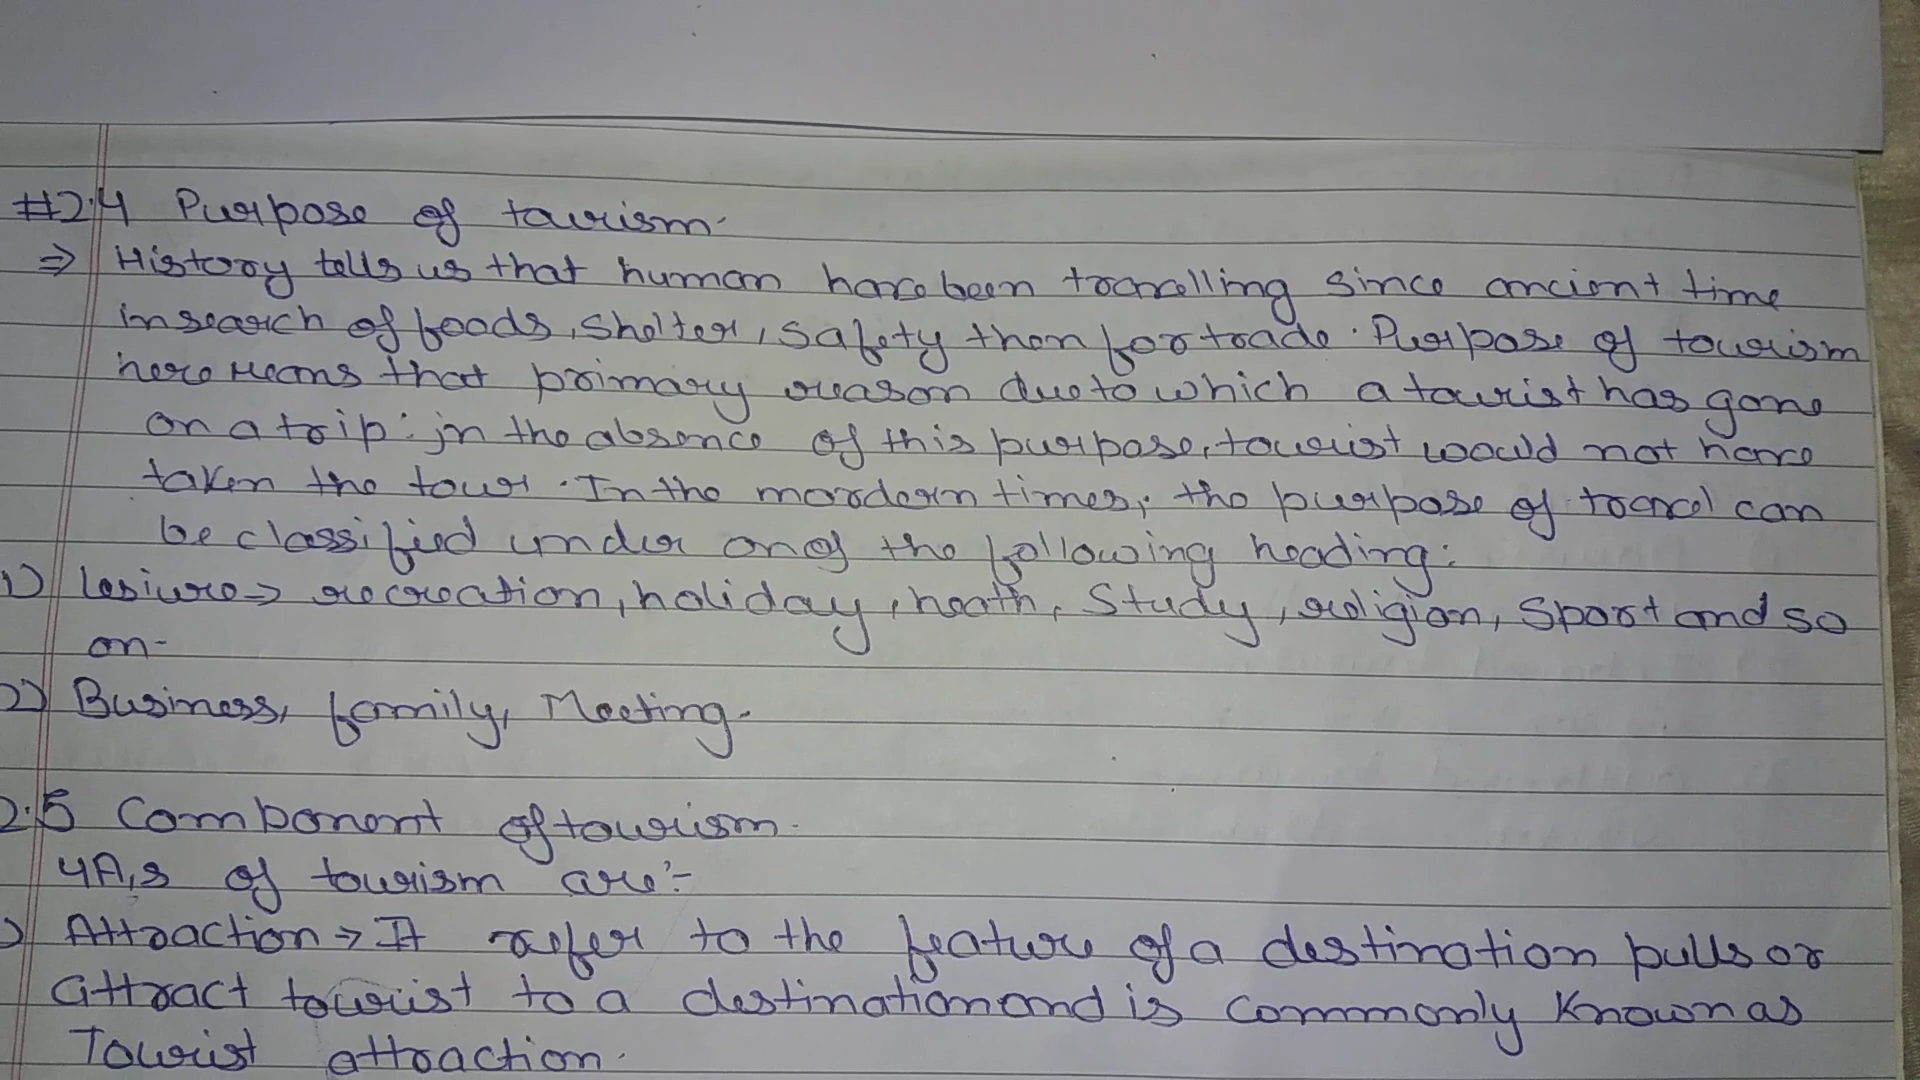 #2.4 Purpose of tourism.
⇒ History tells us that human have been travelling since ancient time
in search of foods, shelter, safety then for trade. Purpose of tourism
here means that primary reason due to which a tourist has gone
on a trip. in the absence of this purpose, tourist would not have
taken the tour. In the mordern times, the purpose of travel can
be classified under on of the following heading:
1) Lesiure → recreation, holiday, heath, Study, religion, Sport and so
on-
2) Business, family, Meeting.
2.5 Component of tourism.
4A,s of tourism are:-
) Attraction → It refer to the feature of a destination pulls or
attract tourist to a destination and is commonly known as
Tourist attraction.